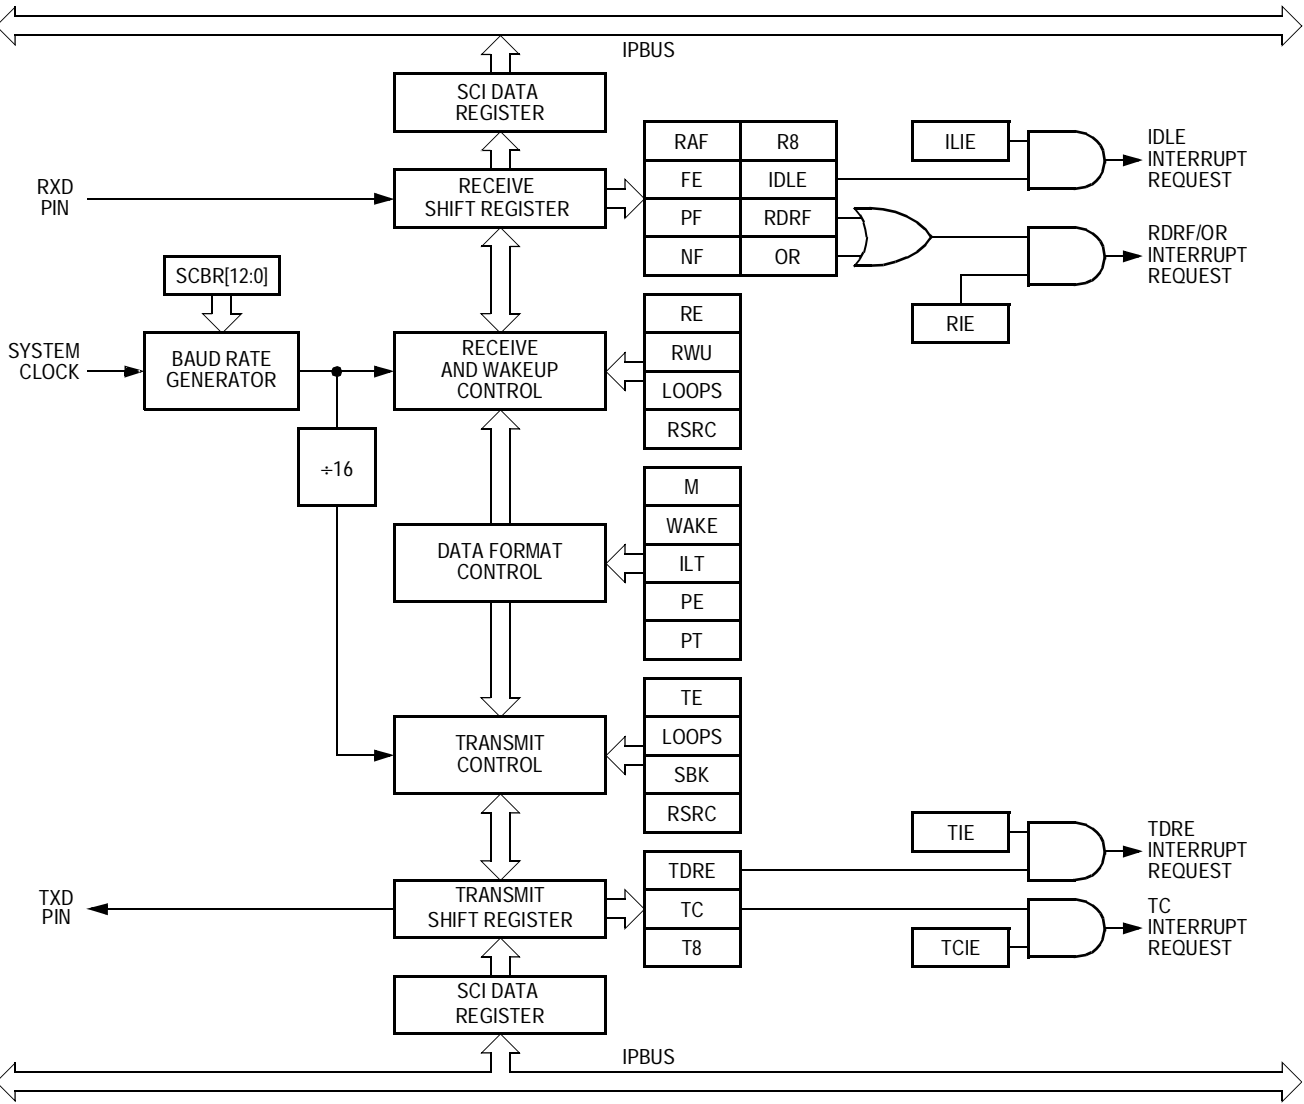 IPBUS
SCI DATA
REGISTER
RAF
R8
ILIE
IDLE
INTERRUPT
REQUEST
RXD
PIN
RECEIVE
SHIFT REGISTER
FE
IDLE
PF
RDRF
NF
OR
RDRF/OR
INTERRUPT
REQUEST
SCBR[12:0]
RIE
SYSTEM
CLOCK
BAUD RATE
GENERATOR
RECEIVE
AND WAKEUP
CONTROL
RE
RWU
LOOPS
RSRC
÷16
M
WAKE
ILT
PE
PT
DATA FORMAT
CONTROL
TE
LOOPS
SBK
RSRC
TRANSMIT
CONTROL
TIE
TDRE
INTERRUPT
REQUEST
TDRE
TC
T8
TXD
PIN
TRANSMIT
SHIFT REGISTER
TC
INTERRUPT
REQUEST
TCIE
SCI DATA
REGISTER
IPBUS